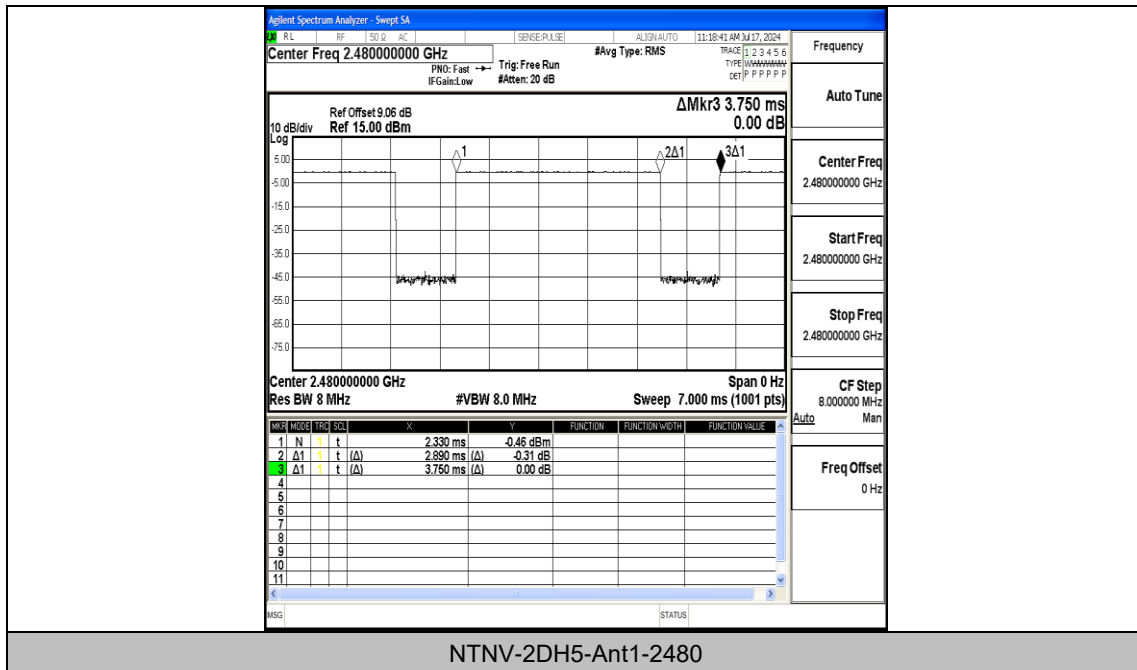 Agilent Spectrum Analyzer - Swept SA
RL RF 50 Ω AC SENSE:PULSE ALIGN AUTO 11:18:41 AM Jul 17, 2024
Center Freq 2.480000000 GHz
PNO: Fast
IFGain:Low
Trig: Free Run
#Atten: 20 dB
#Avg Type: RMS
TRACE 1 2 3 4 5 6
TYPE
DET P P P P P P
ΔMkr3 3.750 ms
0.00 dB
Ref Offset 9.06 dB
10 dB/div Ref 15.00 dBm
Log
1 2Δ1 3Δ1
5.00
-5.00
-15.0
-25.0
-35.0
-45.0
-55.0
-65.0
-75.0
Center 2.480000000 GHz Span 0 Hz
Res BW 8 MHz #VBW 8.0 MHz Sweep 7.000 ms (1001 pts)
MKR MODE TRC SCL X Y FUNCTION FUNCTION WIDTH FUNCTION VALUE
1 N 1 t 2.330 ms -0.46 dBm
2 Δ1 1 t (Δ) 2.890 ms (Δ) -0.31 dB
3 Δ1 1 t (Δ) 3.750 ms (Δ) 0.00 dB
4
5
6
7
8
9
10
11
MSG STATUS
Frequency
Auto Tune
Center Freq
2.480000000 GHz
Start Freq
2.480000000 GHz
Stop Freq
2.480000000 GHz
CF Step
8.000000 MHz
Auto Man
Freq Offset
0 Hz
NTNV-2DH5-Ant1-2480